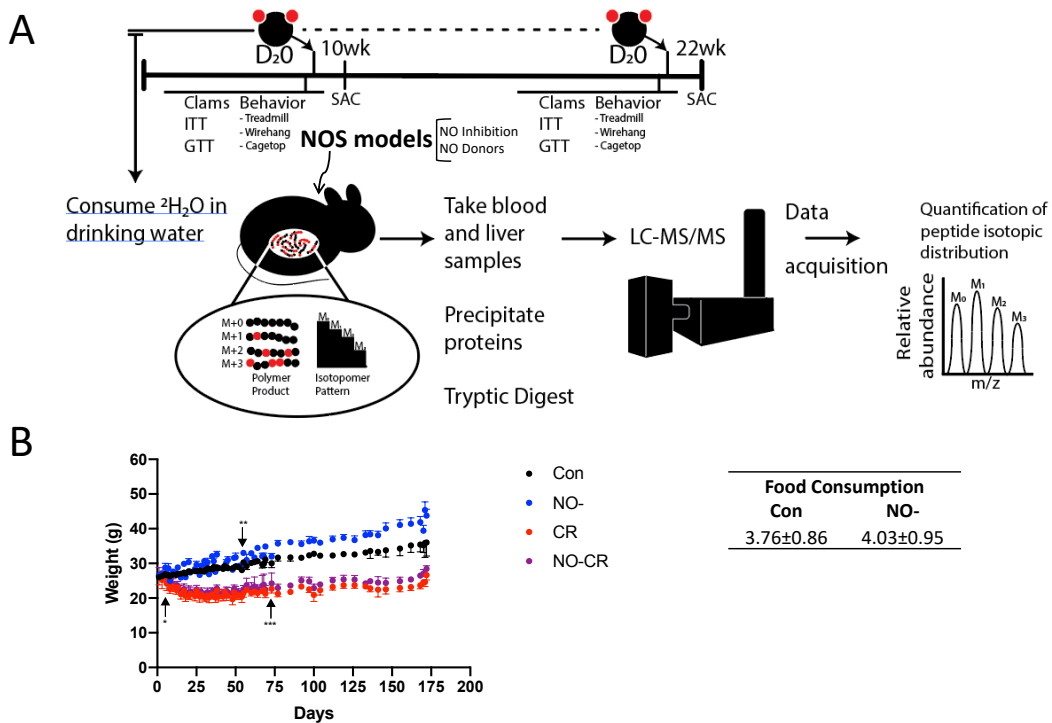 A
D₂0
10wk
D₂0
22wk
Clams
Behavior
ITT
- Treadmill
- Wirehang
GTT
- Cagetop
SAC
NOS models
NO Inhibition
NO Donors
Clams
Behavior
ITT
- Treadmill
- Wirehang
GTT
- Cagetop
SAC
Consume ²H₂O in
drinking water
Take blood
and liver
samples
Precipitate
proteins
Tryptic Digest
LC-MS/MS
Data
acquisition
Quantification of
peptide isotopic
distribution
M₀
M₁
M₂
M₃
Relative
abundance
m/z
M+0
M+1
M+2
M+3
Polymer
Product
Isotopomer
Pattern
B
60
50
40
30
20
10
0
Weight (g)
**
*
***
0 25 50 75 100 125 150 175 200
Days
Con
NO-
CR
NO-CR
Food Consumption
Con NO-
3.76±0.86 4.03±0.95